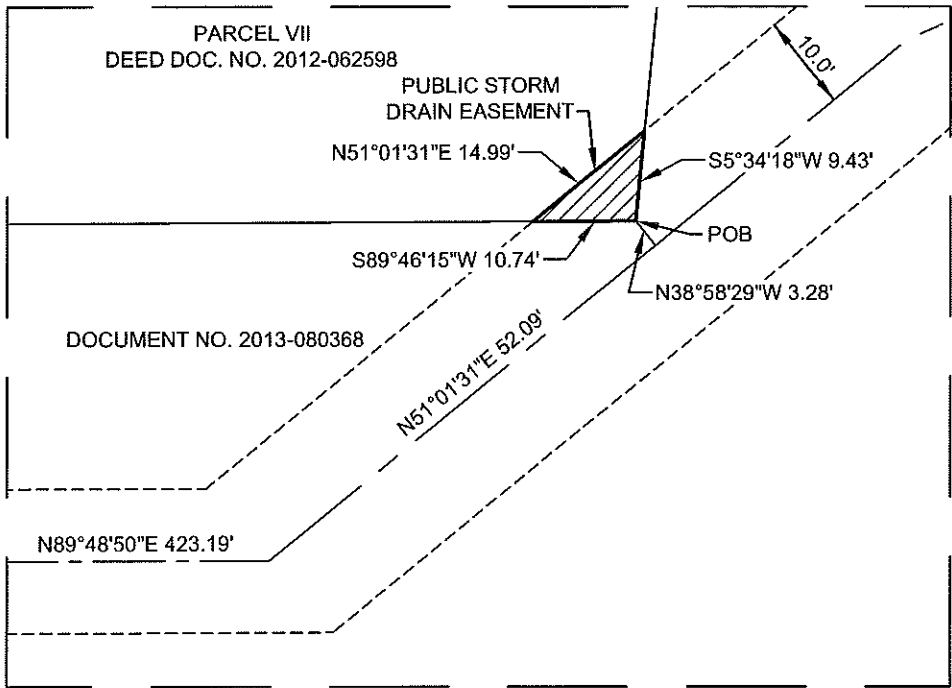 PARCEL VII
DEED DOC. NO. 2012-062598
PUBLIC STORM
DRAIN EASEMENT
N51°01'31"E 14.99'
10.0'
S5°34'18"W 9.43'
POB
S89°46'15"W 10.74'
N38°58'29"W 3.28'
DOCUMENT NO. 2013-080368
N51°01'31"E 52.09'
N89°48'50"E 423.19'